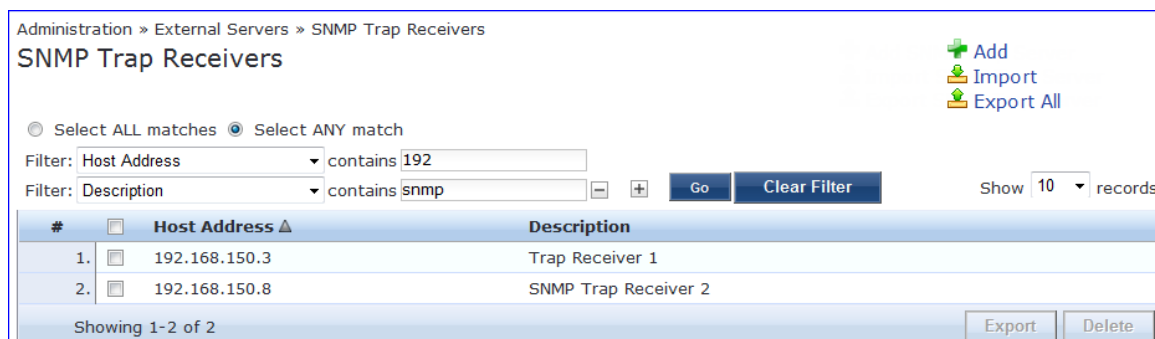 Administration » External Servers » SNMP Trap Receivers
SNMP Trap Receivers
Add
Import
Export All
Select ALL matches Select ANY match
Filter: Host Address contains 192
Filter: Description contains snmp - + Go Clear Filter Show 10 records
# Host Address Description
1. 192.168.150.3 Trap Receiver 1
2. 192.168.150.8 SNMP Trap Receiver 2
Showing 1-2 of 2 Export Delete